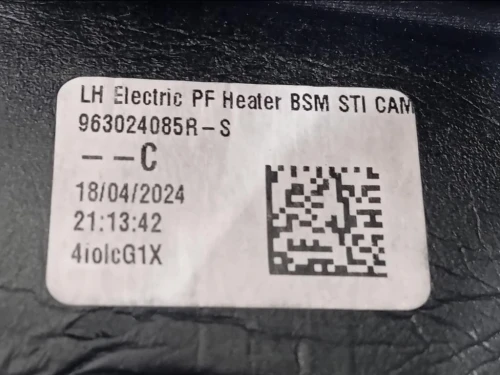 LH Electric PF Heater BSM STI CAM
963024085R-S
--C
18/04/2024
21:13:42
4iolcG1X